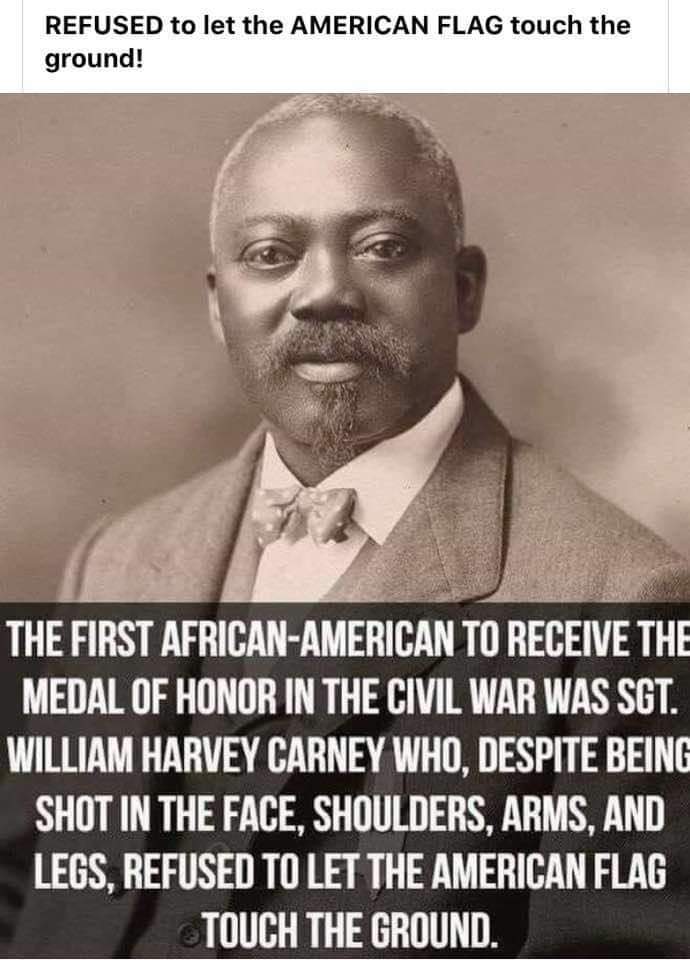 REFUSED to let the AMERICAN FLAG touch the
ground!
THE FIRST AFRICAN-AMERICAN TO RECEIVE THE
MEDAL OF HONOR IN THE CIVIL WAR WAS SGT.
WILLIAM HARVEY CARNEY WHO, DESPITE BEING
SHOT IN THE FACE, SHOULDERS, ARMS, AND
LEGS, REFUSED TO LET THE AMERICAN FLAG
TOUCH THE GROUND.